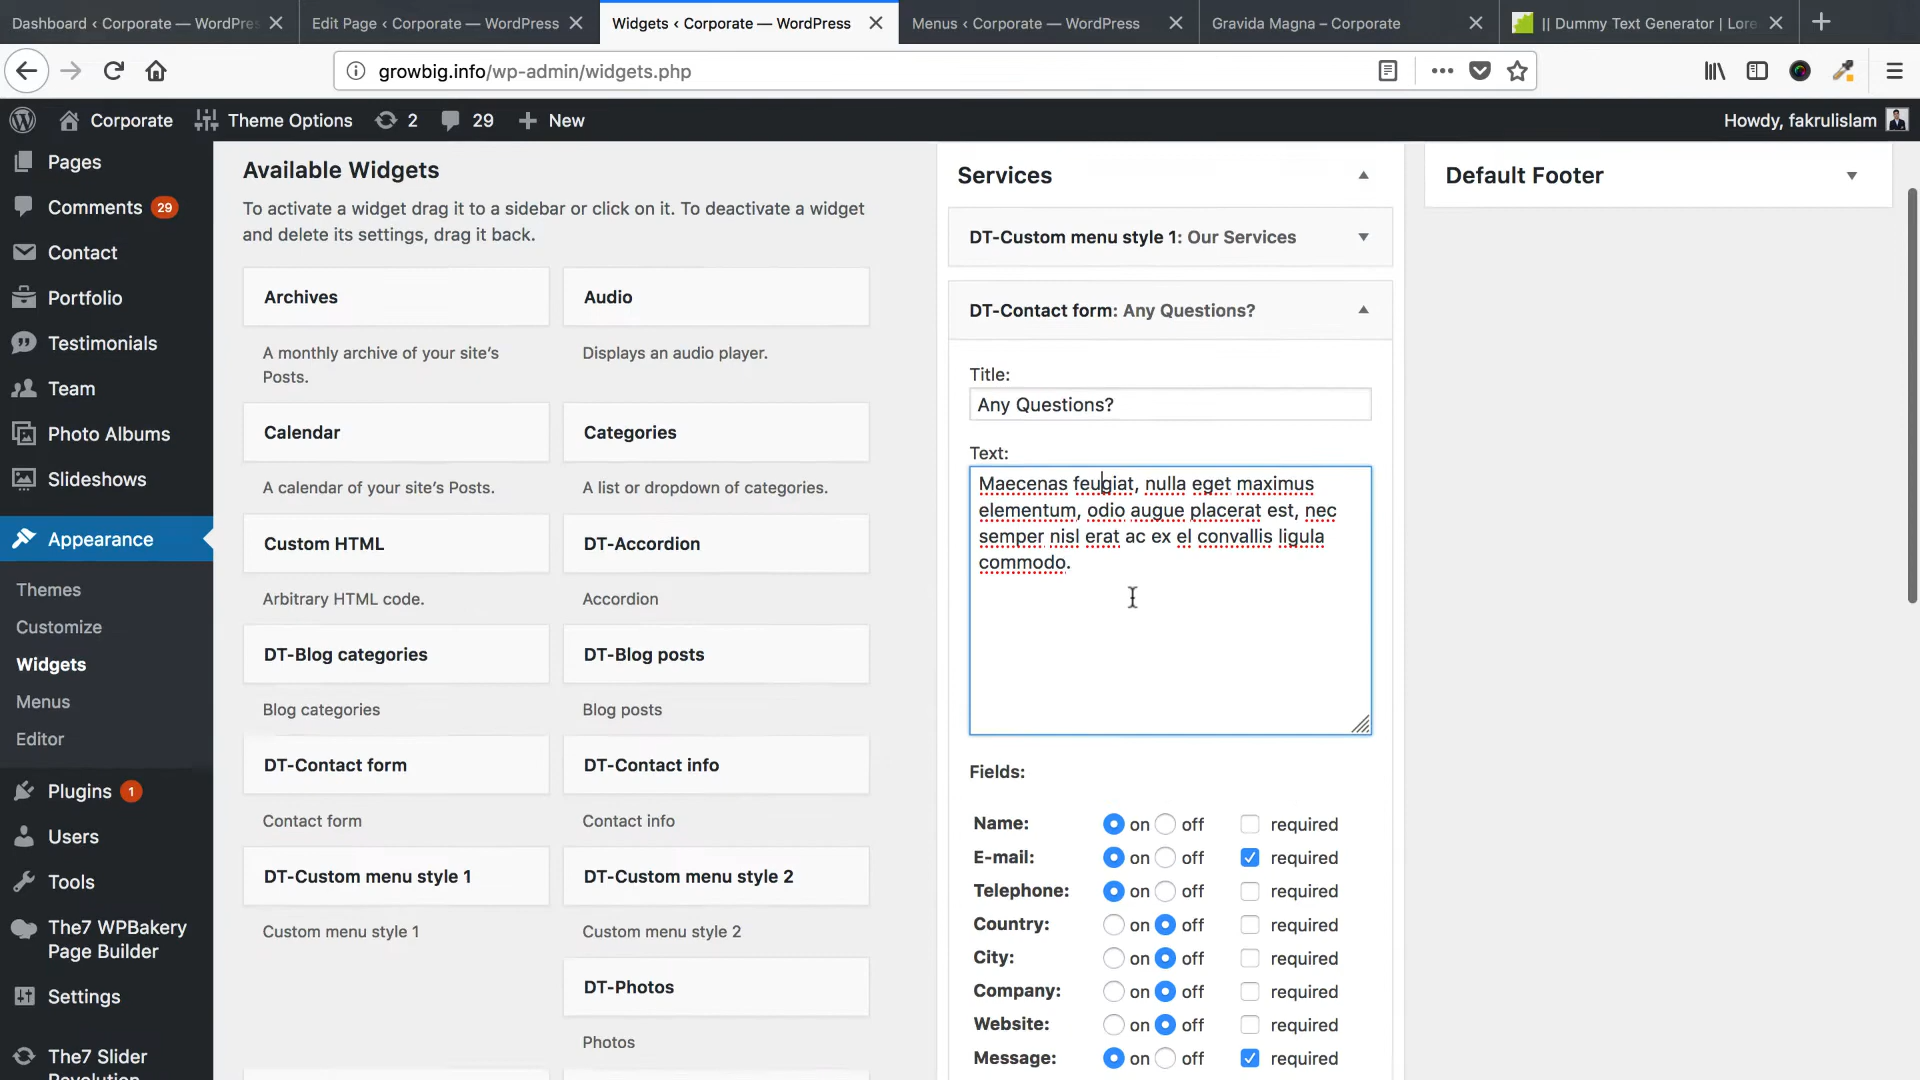 Dashboard ‹ Corporate — WordPres
Edit Page ‹ Corporate — WordPress
Widgets ‹ Corporate — WordPress
Menus ‹ Corporate — WordPress
Gravida Magna – Corporate
|| Dummy Text Generator | Lore
growbig.info/wp-admin/widgets.php
Corporate
Theme Options
2
29
New
Howdy, fakrulislam
Pages
Comments 29
Contact
Portfolio
Testimonials
Team
Photo Albums
Slideshows
Appearance
Themes
Customize
Widgets
Menus
Editor
Plugins 1
Users
Tools
The7 WPBakery
Page Builder
Settings
The7 Slider
Revolution
Available Widgets
To activate a widget drag it to a sidebar or click on it. To deactivate a widget
and delete its settings, drag it back.
Archives
A monthly archive of your site's
Posts.
Audio
Displays an audio player.
Calendar
A calendar of your site's Posts.
Categories
A list or dropdown of categories.
Custom HTML
Arbitrary HTML code.
DT-Accordion
Accordion
DT-Blog categories
Blog categories
DT-Blog posts
Blog posts
DT-Contact form
Contact form
DT-Contact info
Contact info
DT-Custom menu style 1
Custom menu style 1
DT-Custom menu style 2
Custom menu style 2
DT-Photos
Photos
Services
DT-Custom menu style 1: Our Services
DT-Contact form: Any Questions?
Title:
Any Questions?
Text:
Maecenas feugiat, nulla eget maximus
elementum, odio augue placerat est, nec
semper nisl erat ac ex el convallis ligula
commodo.
Fields:
Name: on off required
E-mail: on off required
Telephone: on off required
Country: on off required
City: on off required
Company: on off required
Website: on off required
Message: on off required
Default Footer